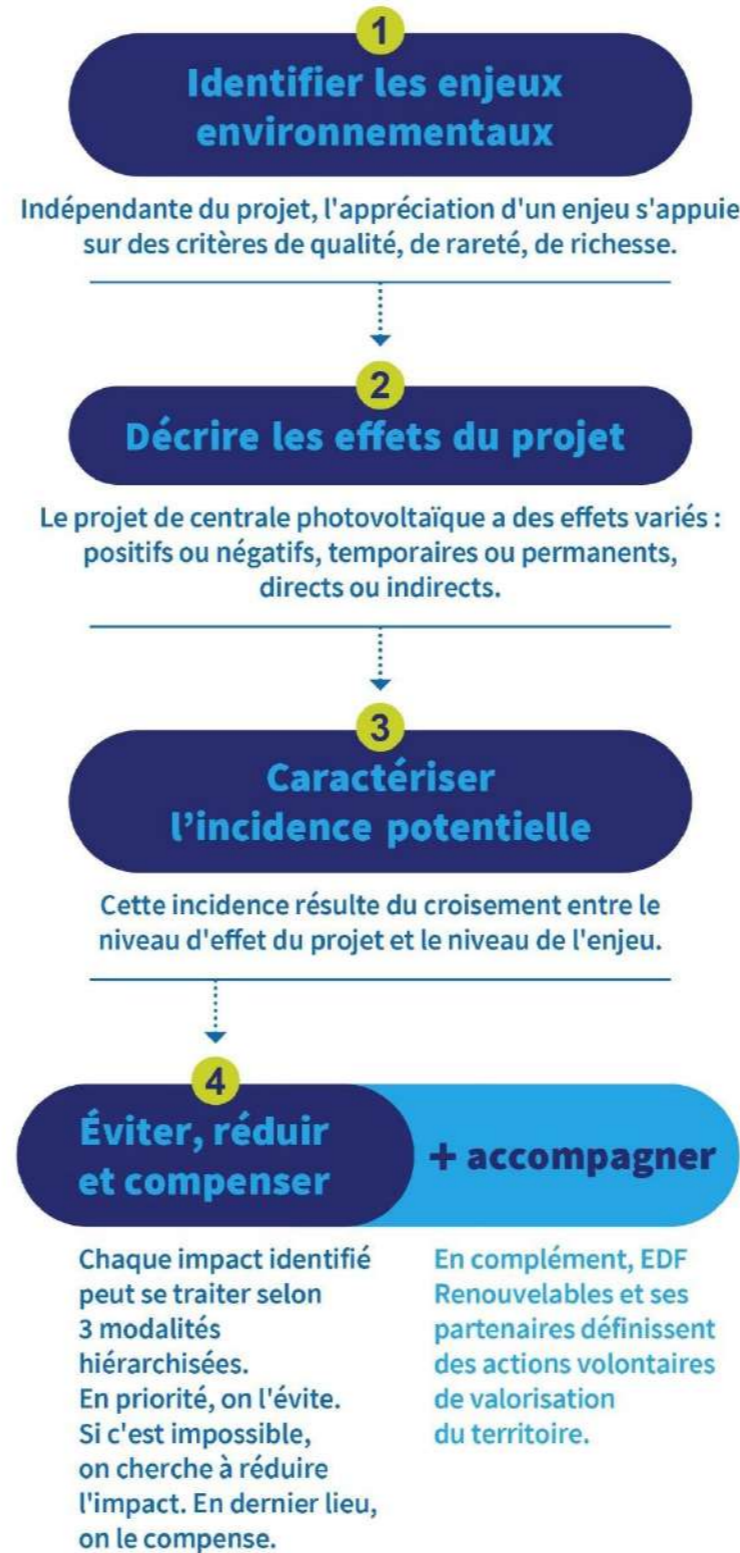 1
Identifier les enjeux
environnementaux
Indépendante du projet, l'appréciation d'un enjeu s'appuie
sur des critères de qualité, de rareté, de richesse.
2
Décrire les effets du projet
Le projet de centrale photovoltaïque a des effets variés :
positifs ou négatifs, temporaires ou permanents,
directs ou indirects.
3
Caractériser
l’incidence potentielle
Cette incidence résulte du croisement entre le
niveau d'effet du projet et le niveau de l'enjeu.
4
Éviter, réduire
et compenser
+ accompagner
Chaque impact identifié
peut se traiter selon
3 modalités
hiérarchisées.
En priorité, on l'évite.
Si c'est impossible,
on cherche à réduire
l'impact. En dernier lieu,
on le compense.
En complément, EDF
Renouvelables et ses
partenaires définissent
des actions volontaires
de valorisation
du territoire.